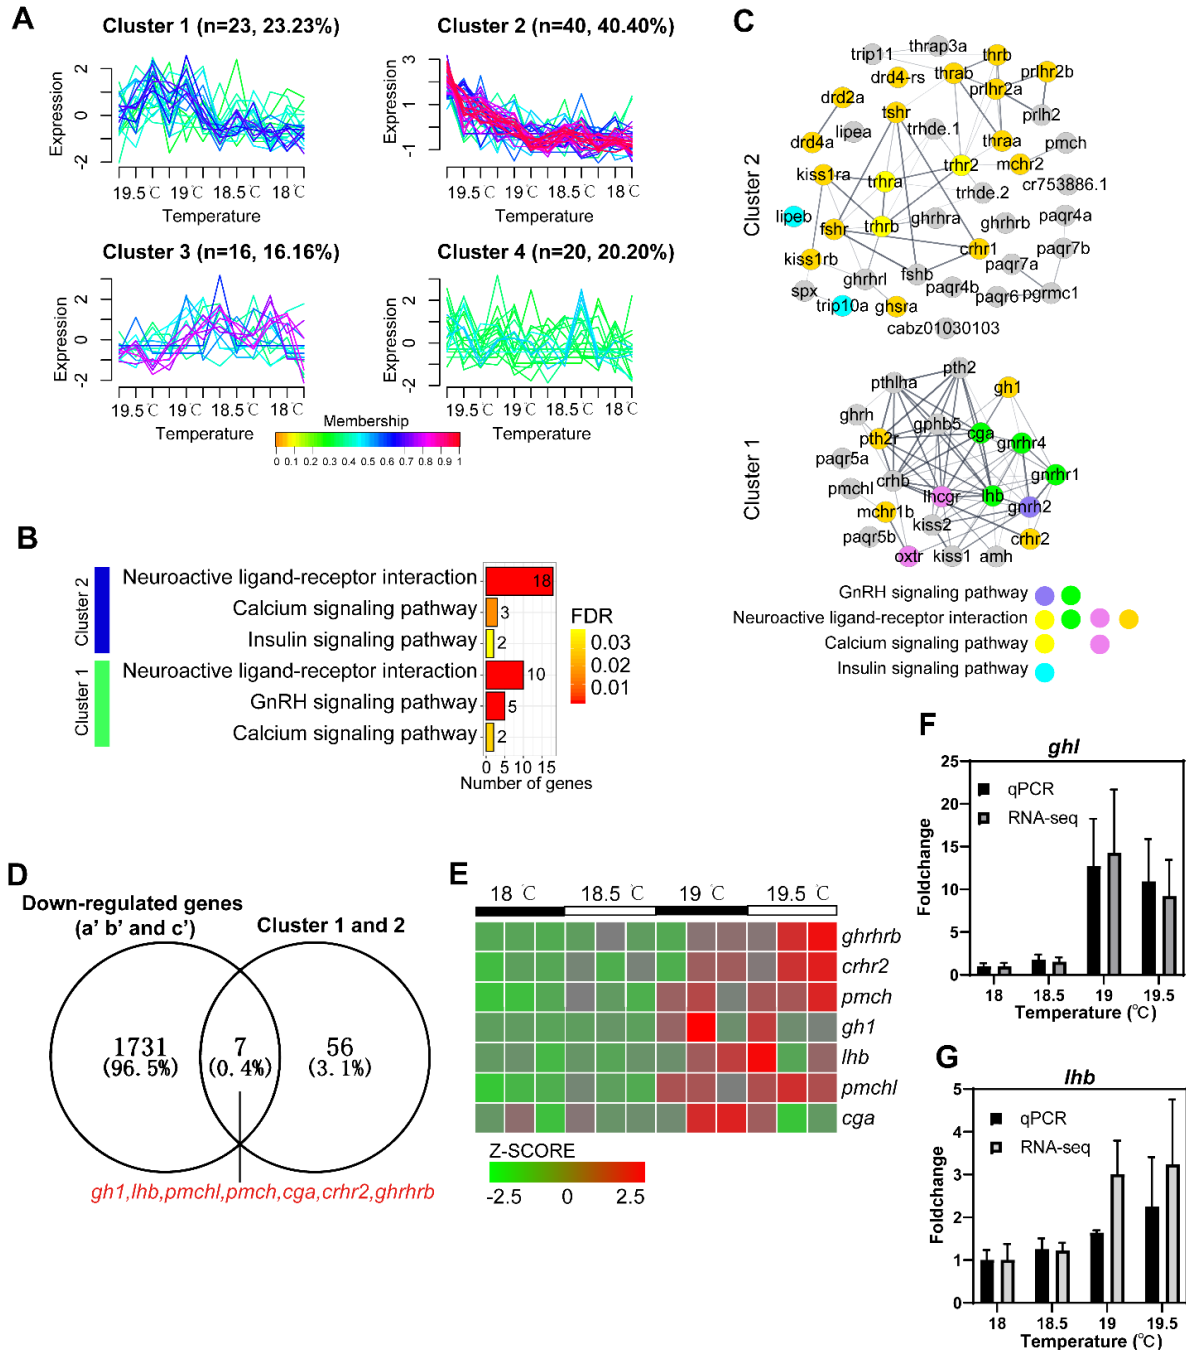 A
Cluster 1 (n=23, 23.23%)
Expression
2
0
-2
19.5℃ 19℃ 18.5℃ 18℃
Temperature
Cluster 2 (n=40, 40.40%)
Expression
3
1
-1
19.5℃ 19℃ 18.5℃ 18℃
Temperature
Cluster 3 (n=16, 16.16%)
Expression
2
0
-2
19.5℃ 19℃ 18.5℃ 18℃
Temperature
Cluster 4 (n=20, 20.20%)
Expression
2
0
-2
19.5℃ 19℃ 18.5℃ 18℃
Temperature
Membership
0 0.1 0.2 0.3 0.4 0.5 0.6 0.7 0.8 0.9 1
B
Cluster 2
Neuroactive ligand-receptor interaction 18
Calcium signaling pathway 3
Insulin signaling pathway 2
Cluster 1
Neuroactive ligand-receptor interaction 10
GnRH signaling pathway 5
Calcium signaling pathway 2
0 5 10 15
Number of genes
FDR
0.03
0.02
0.01
C
Cluster 2
trip11
thrap3a
thrb
drd4-rs
thrab
prlhr2b
drd2a
tshr
prlhr2a
drd4a
lipea
trhde.1
prlh2
thraa
pmch
kiss1ra
trhra
trhr2
mchr2
cr753886.1
trhde.2
lipeb
fshr
trhrb
ghrhra
ghrhrb
paqr4a
kiss1rb
crhr1
paqr7b
spx
ghrhrl
fshb
paqr7a
trip10a
ghsra
paqr4b
paqr6
pgrmc1
cabz01030103
Cluster 1
pth2
pthlha
gh1
ghrh
gphb5
pth2r
cga
gnrhr4
paqr5a
gnrhr1
pmchl
crhb
lhcgr
lhb
gnrh2
mchr1b
kiss2
paqr5b
crhr2
oxtr
kiss1
amh
GnRH signaling pathway
Neuroactive ligand-receptor interaction
Calcium signaling pathway
Insulin signaling pathway
D
Down-regulated genes
(a’ b’ and c’)
Cluster 1 and 2
1731
(96.5%)
7
(0.4%)
56
(3.1%)
gh1,lhb,pmchl,pmch,cga,crhr2,ghrhrb
E
18 ℃ 18.5 ℃ 19 ℃ 19.5 ℃
ghrhrb
crhr2
pmch
gh1
lhb
pmchl
cga
Z-SCORE
-2.5 0 2.5
F
ghl
qPCR
RNA-seq
Foldchange
25
20
15
10
5
0
18 18.5 19 19.5
Temperature (℃)
G
lhb
qPCR
RNA-seq
Foldchange
5
4
3
2
1
0
18 18.5 19 19.5
Temperature (℃)